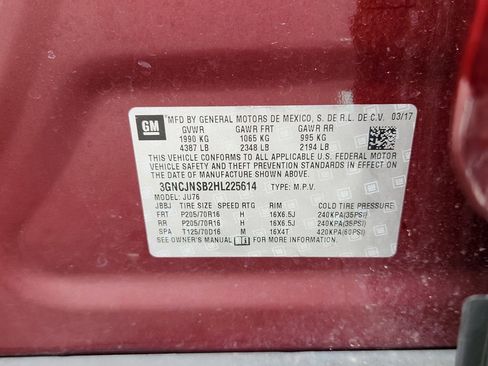 GM
MFD BY GENERAL MOTORS DE MEXICO, S. DE R.L. DE C.V. 03/17
GVWR GAWR FRT GAWR RR
1990 KG 1065 KG 995 KG
4387 LB 2348 LB 2194 LB
THIS VEHICLE CONFORMS TO ALL APPLICABLE U.S. FEDERAL MOTOR
VEHICLE SAFETY AND THEFT PREVENTION STANDARDS IN EFFECT ON
THE DATE OF MANUFACTURE SHOWN ABOVE.
3GNCJNSB2HL225614 TYPE: M.P.V.
MODEL: JU76
JBBJ TIRE SIZE SPEED RTG RIM COLD TIRE PRESSURE
FRT P205/70R16 H 16X6.5J 240KPA(35PSI)
RR P205/70R16 H 16X6.5J 240KPA(35PSI)
SPA T125/70D16 M 16X4T 420KPA(60PSI)
SEE OWNER'S MANUAL FOR MORE INFORMATION.